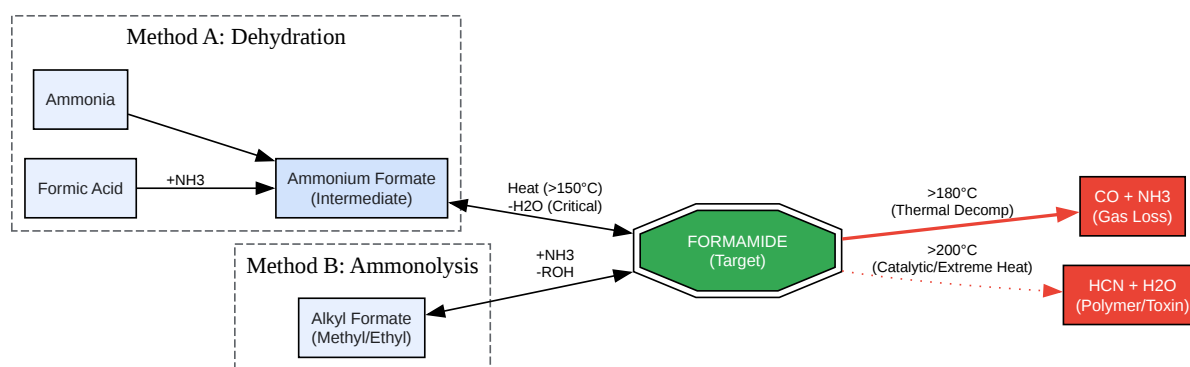 Method A: Dehydration
Ammonia
Formic Acid
+NH3
Ammonium Formate
(Intermediate)
Heat (>150°C)
-H2O (Critical)
Method B: Ammonolysis
Alkyl Formate
(Methyl/Ethyl)
+NH3
-ROH
FORMAMIDE
(Target)
>180°C
(Thermal Decomp)
CO + NH3
(Gas Loss)
>200°C
(Catalytic/Extreme Heat)
HCN + H2O
(Polymer/Toxin)